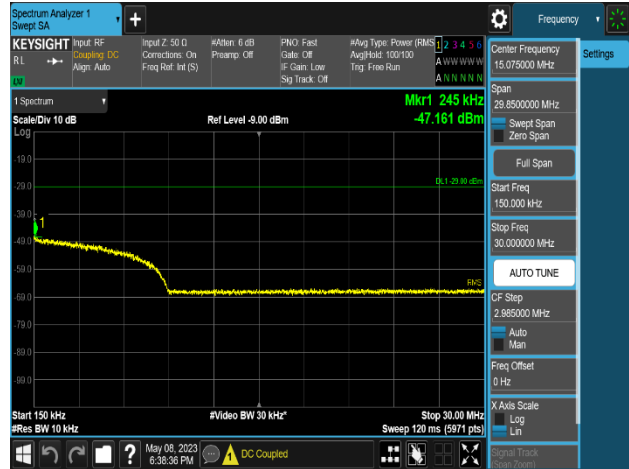 Spectrum Analyzer 1
Swept SA
Frequency
KEYSIGHT
RL
LW
Input: RF
Coupling: DC
Align: Auto
Input Z: 50 Ω
Corrections: On
Freq Ref: Int (S)
#Atten: 6 dB
Preamp: Off
PNO: Fast
Gate: Off
IF Gain: Low
Sig Track: Off
#Avg Type: Power (RMS
Avg|Hold: 100/100
Trig: Free Run
1 2 3 4 5 6
A W W W W W
A N N N N N
1 Spectrum
Scale/Div 10 dB
Log
Ref Level -9.00 dBm
Mkr1 245 kHz
-47.161 dBm
-19.0
-29.0
-39.0
-49.0
-59.0
-69.0
-79.0
-89.0
-99.0
DL1 -29.00 dBm
1
RMS
Start 150 kHz
#Res BW 10 kHz
#Video BW 30 kHz*
Stop 30.00 MHz
Sweep 120 ms (5971 pts)
Center Frequency
15.075000 MHz
Span
29.8500000 MHz
Swept Span
Zero Span
Full Span
Start Freq
150.000 kHz
Stop Freq
30.000000 MHz
AUTO TUNE
CF Step
2.985000 MHz
Auto
Man
Freq Offset
0 Hz
X Axis Scale
Log
Lin
Signal Track
(Span Zoom)
Settings
?
May 08, 2023
6:38:36 PM
DC Coupled